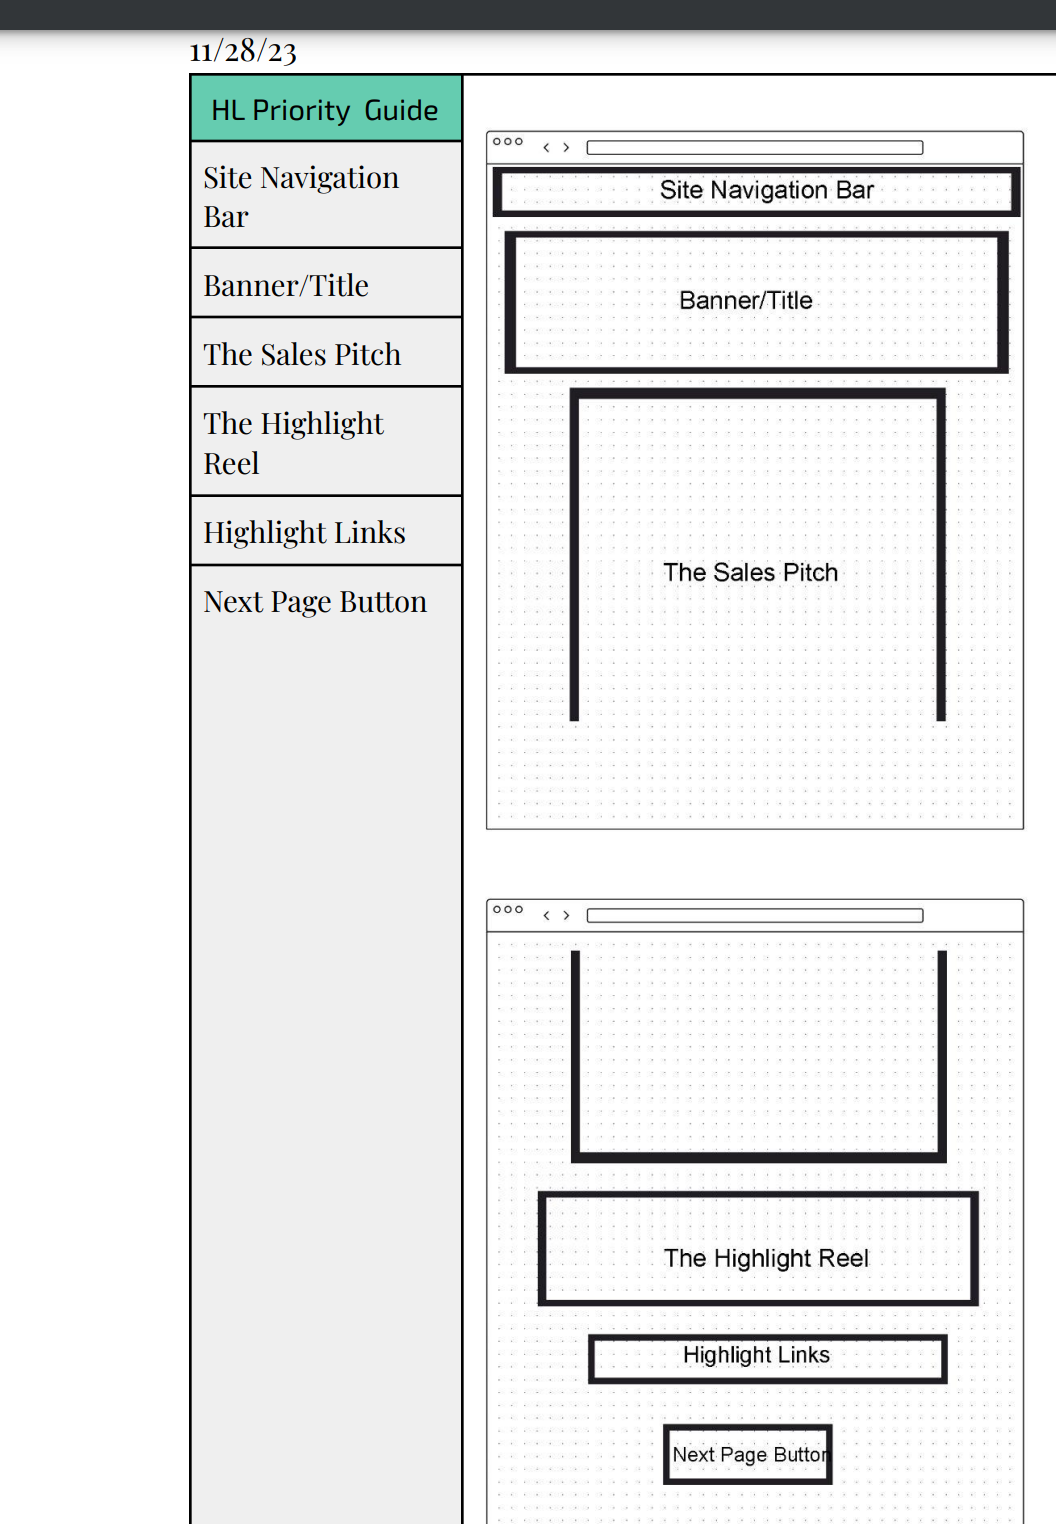 11/28/23
HL Priority Guide
Site Navigation
Bar
Banner/Title
The Sales Pitch
The Highlight
Reel
Highlight Links
Next Page Button
Site Navigation Bar
Banner/Title
The Sales Pitch
The Highlight Reel
Highlight Links
Next Page Button